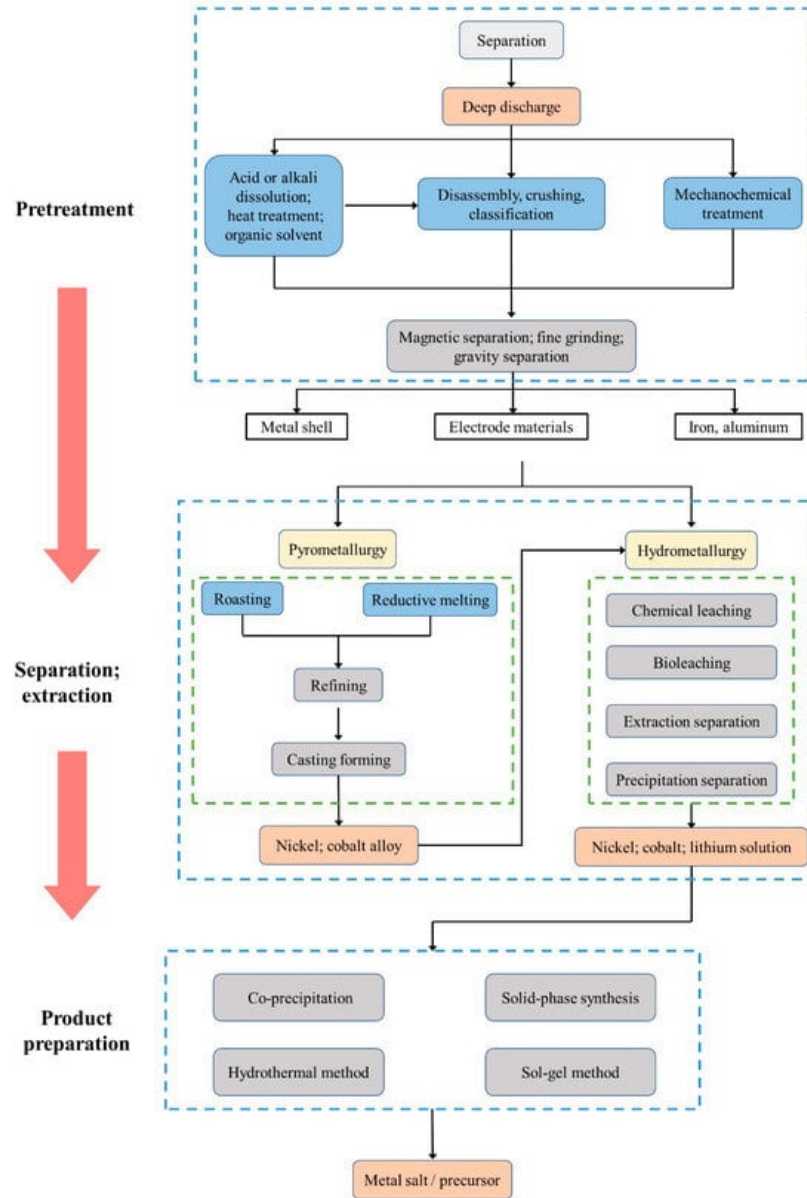 Separation
Deep discharge
Pretreatment
Acid or alkali
dissolution;
heat treatment;
organic solvent
Disassembly, crushing,
classification
Mechanochemical
treatment
Magnetic separation; fine grinding;
gravity separation
Metal shell
Electrode materials
Iron, aluminum
Pyrometallurgy
Hydrometallurgy
Separation;
extraction
Roasting
Reductive melting
Refining
Casting forming
Chemical leaching
Bioleaching
Extraction separation
Precipitation separation
Nickel; cobalt alloy
Nickel; cobalt; lithium solution
Product
preparation
Co-precipitation
Solid-phase synthesis
Hydrothermal method
Sol-gel method
Metal salt / precursor